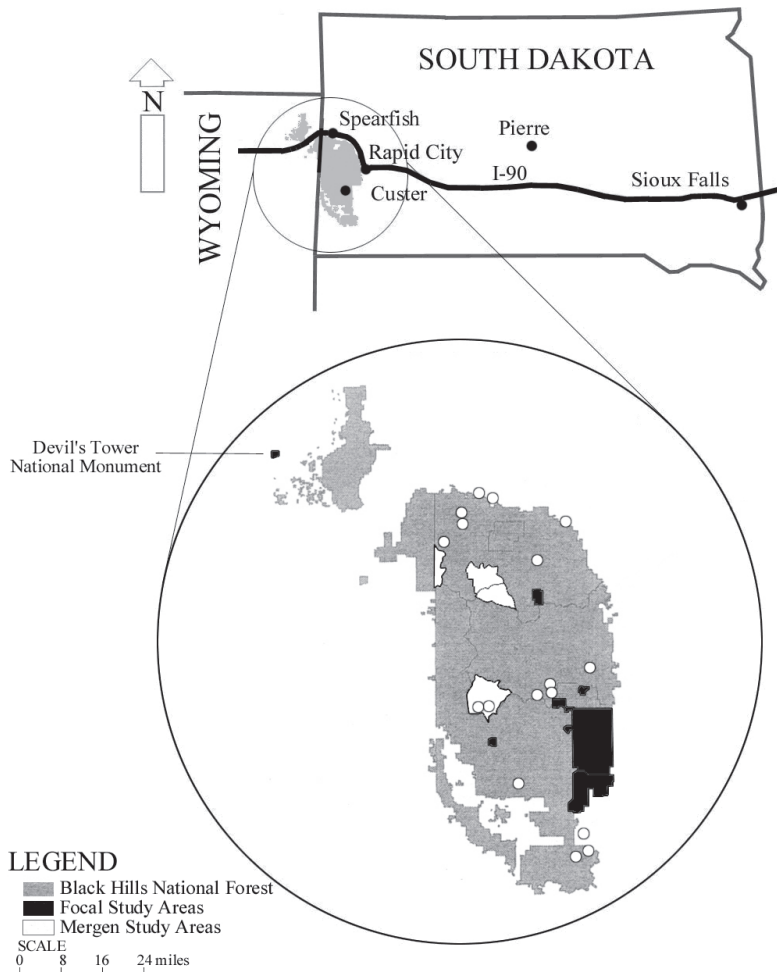 SOUTH DAKOTA
N
WYOMING
Spearfish
Pierre
Rapid City
I-90
Sioux Falls
Custer
Devil's Tower
National Monument
LEGEND
Black Hills National Forest
Focal Study Areas
Mergen Study Areas
SCALE
0 8 16 24 miles